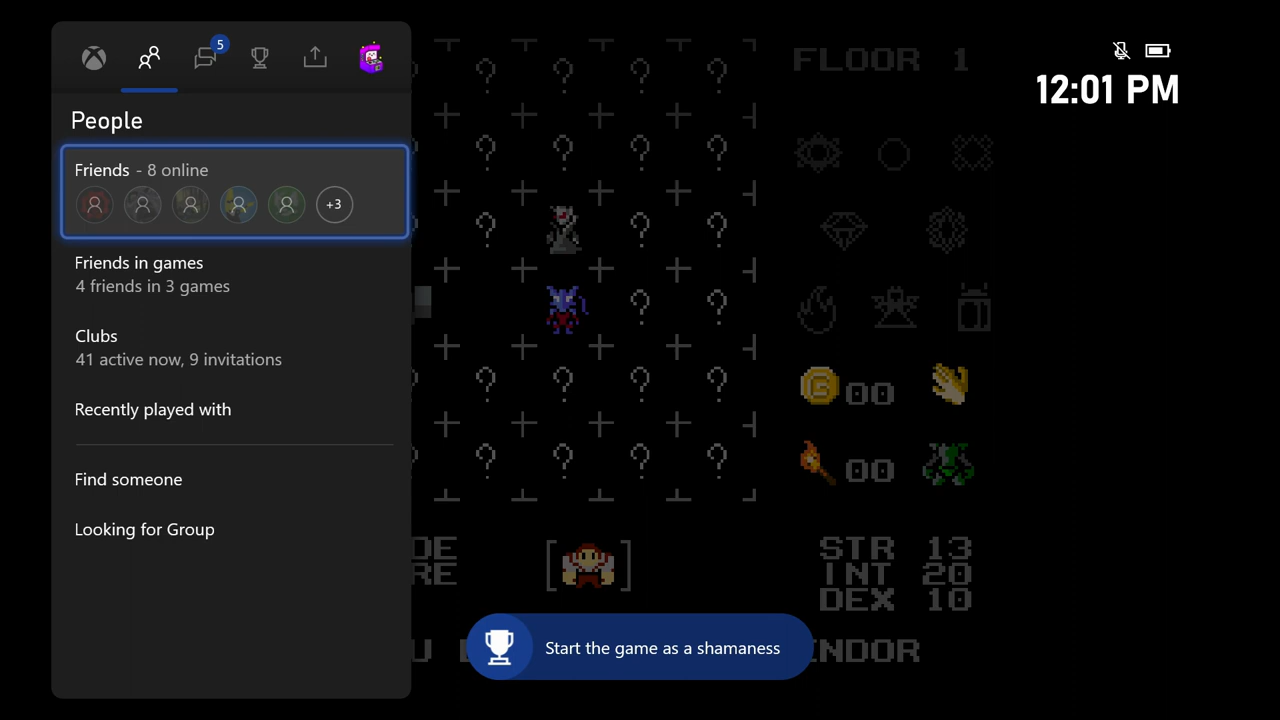 5
People
Friends - 8 online
+3
Friends in games
4 friends in 3 games
Clubs
41 active now, 9 invitations
Recently played with
Find someone
Looking for Group
FLOOR 1
12:01 PM
? ? ? ?
? ? ? ?
? ? ?
? ?
? ? ? ?
? ? ? ?
00
00
STR 13
INT 20
DEX 10
Start the game as a shamaness